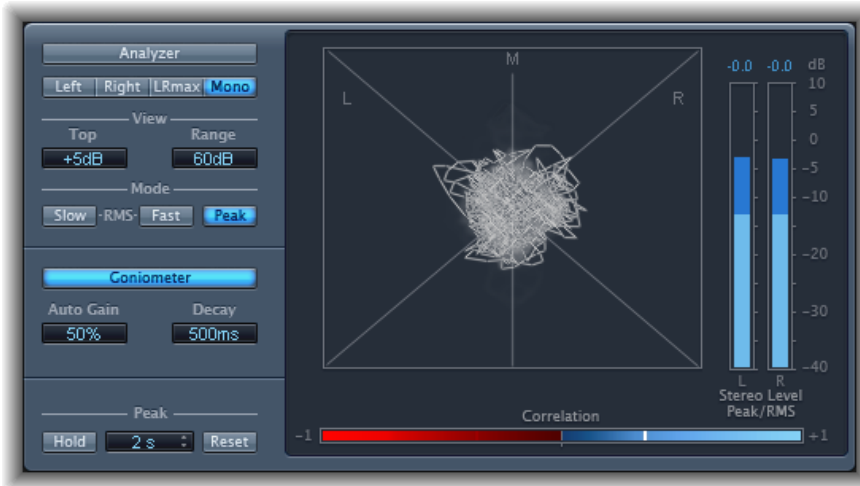 Analyzer
Left Right LRmax Mono
View
Top Range
+5dB 60dB
Mode
Slow -RMS- Fast Peak
Goniometer
Auto Gain Decay
50% 500ms
Peak
Hold 2 s Reset
M
L R
-0.0 -0.0 dB
10
5
0
-5
-10
-20
-30
-40
L R
Stereo Level
Peak/RMS
Correlation
-1 +1